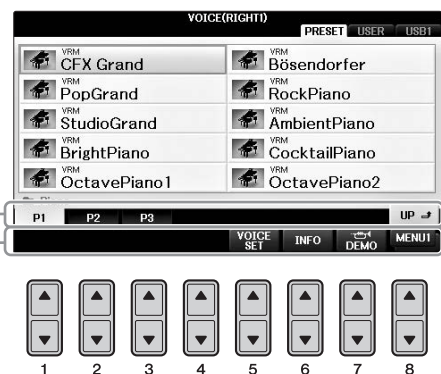 VOICE(RIGHT1)
PRESET USER USB1
VRM VRM
CFX Grand Bösendorfer
VRM VRM
PopGrand RockPiano
VRM VRM
StudioGrand AmbientPiano
VRM VRM
BrightPiano CocktailPiano
VRM VRM
OctavePiano1 OctavePiano2
P1 P2 P3 UP
VOICE SET INFO DEMO MENU1
1 2 3 4 5 6 7 8